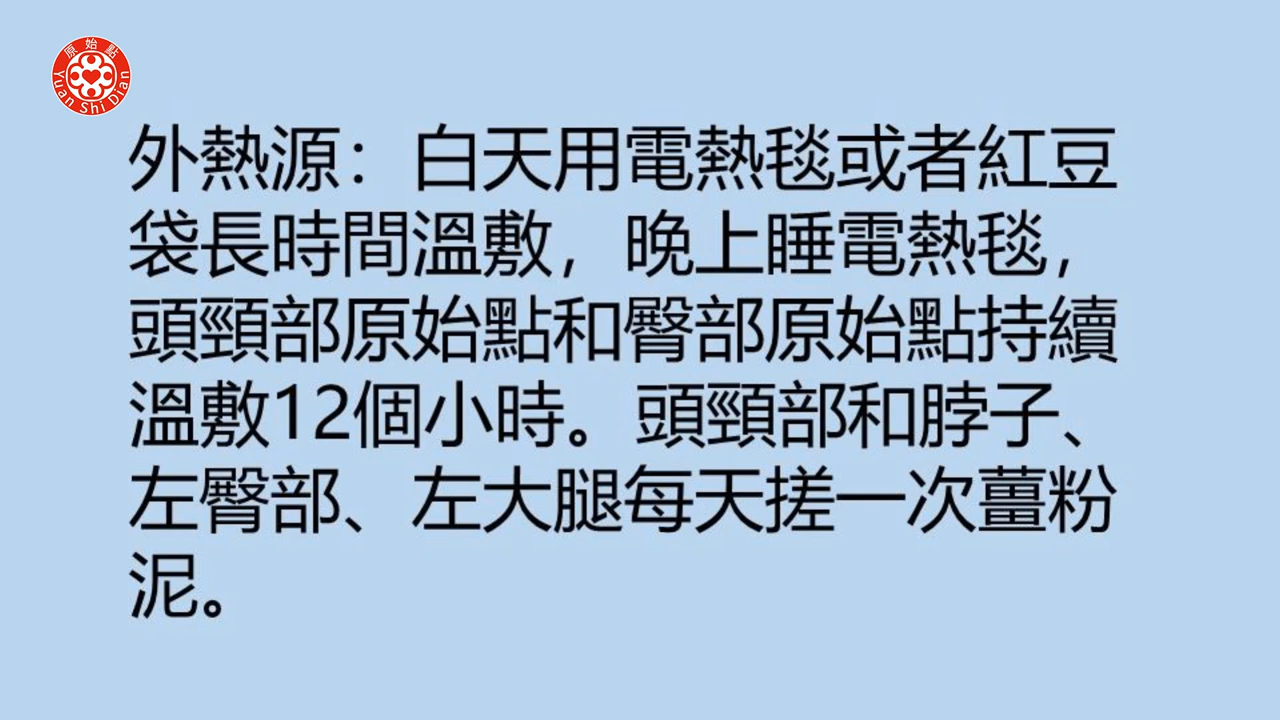 原始點
Yuan Shi Dian
外熱源：白天用電熱毯或者紅豆
袋長時間溫敷，晚上睡電熱毯，
頭頸部原始點和臀部原始點持續
溫敷12個小時。頭頸部和脖子、
左臀部、左大腿每天搓一次薑粉
泥。